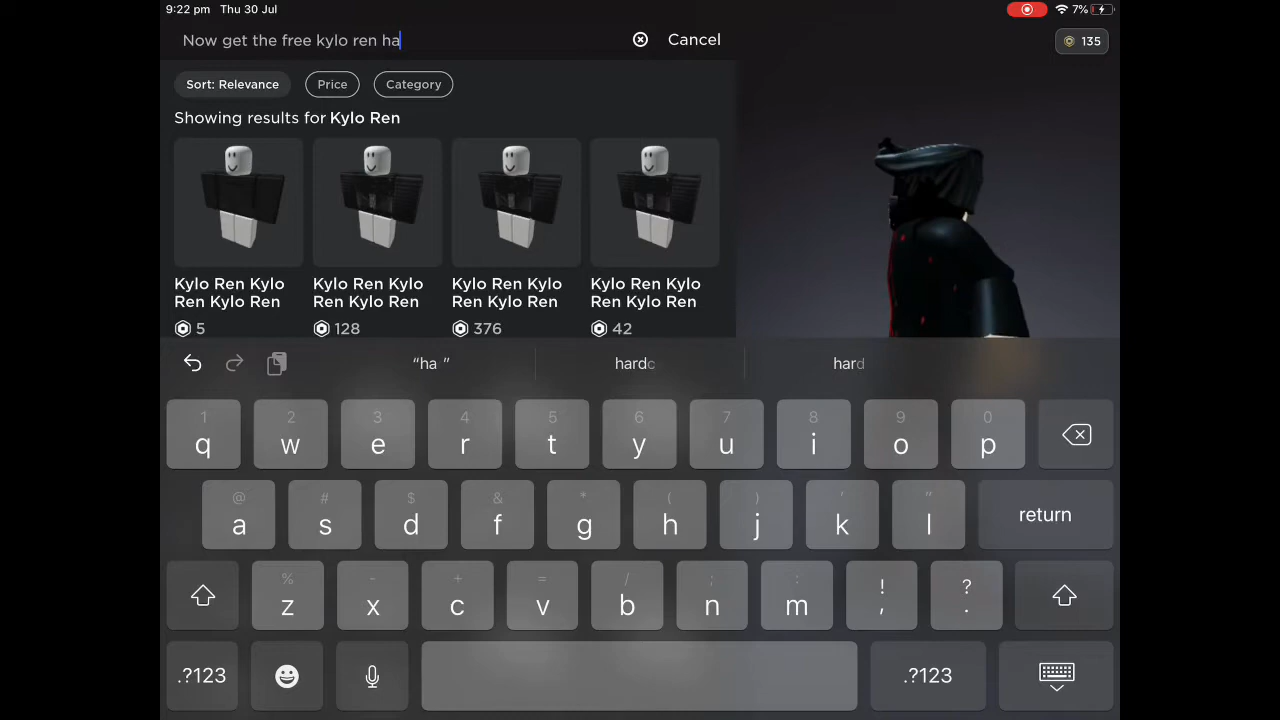 9:22 pm Thu 30 Jul
7%
Now get the free kylo ren ha
Cancel
135
Sort: Relevance Price Category
Showing results for Kylo Ren
Kylo Ren Kylo
Ren Kylo Ren
5
Kylo Ren Kylo
Ren Kylo Ren
128
Kylo Ren Kylo
Ren Kylo Ren
376
Kylo Ren Kylo
Ren Kylo Ren
42
“ha” hardc hard
1 2 3 4 5 6 7 8 9 0
q w e r t y u i o p
@ # $ & * ( ) ' "
a s d f g h j k l return
% - + = / ; : ! ?
z x c v b n m , .
.?123 .?123